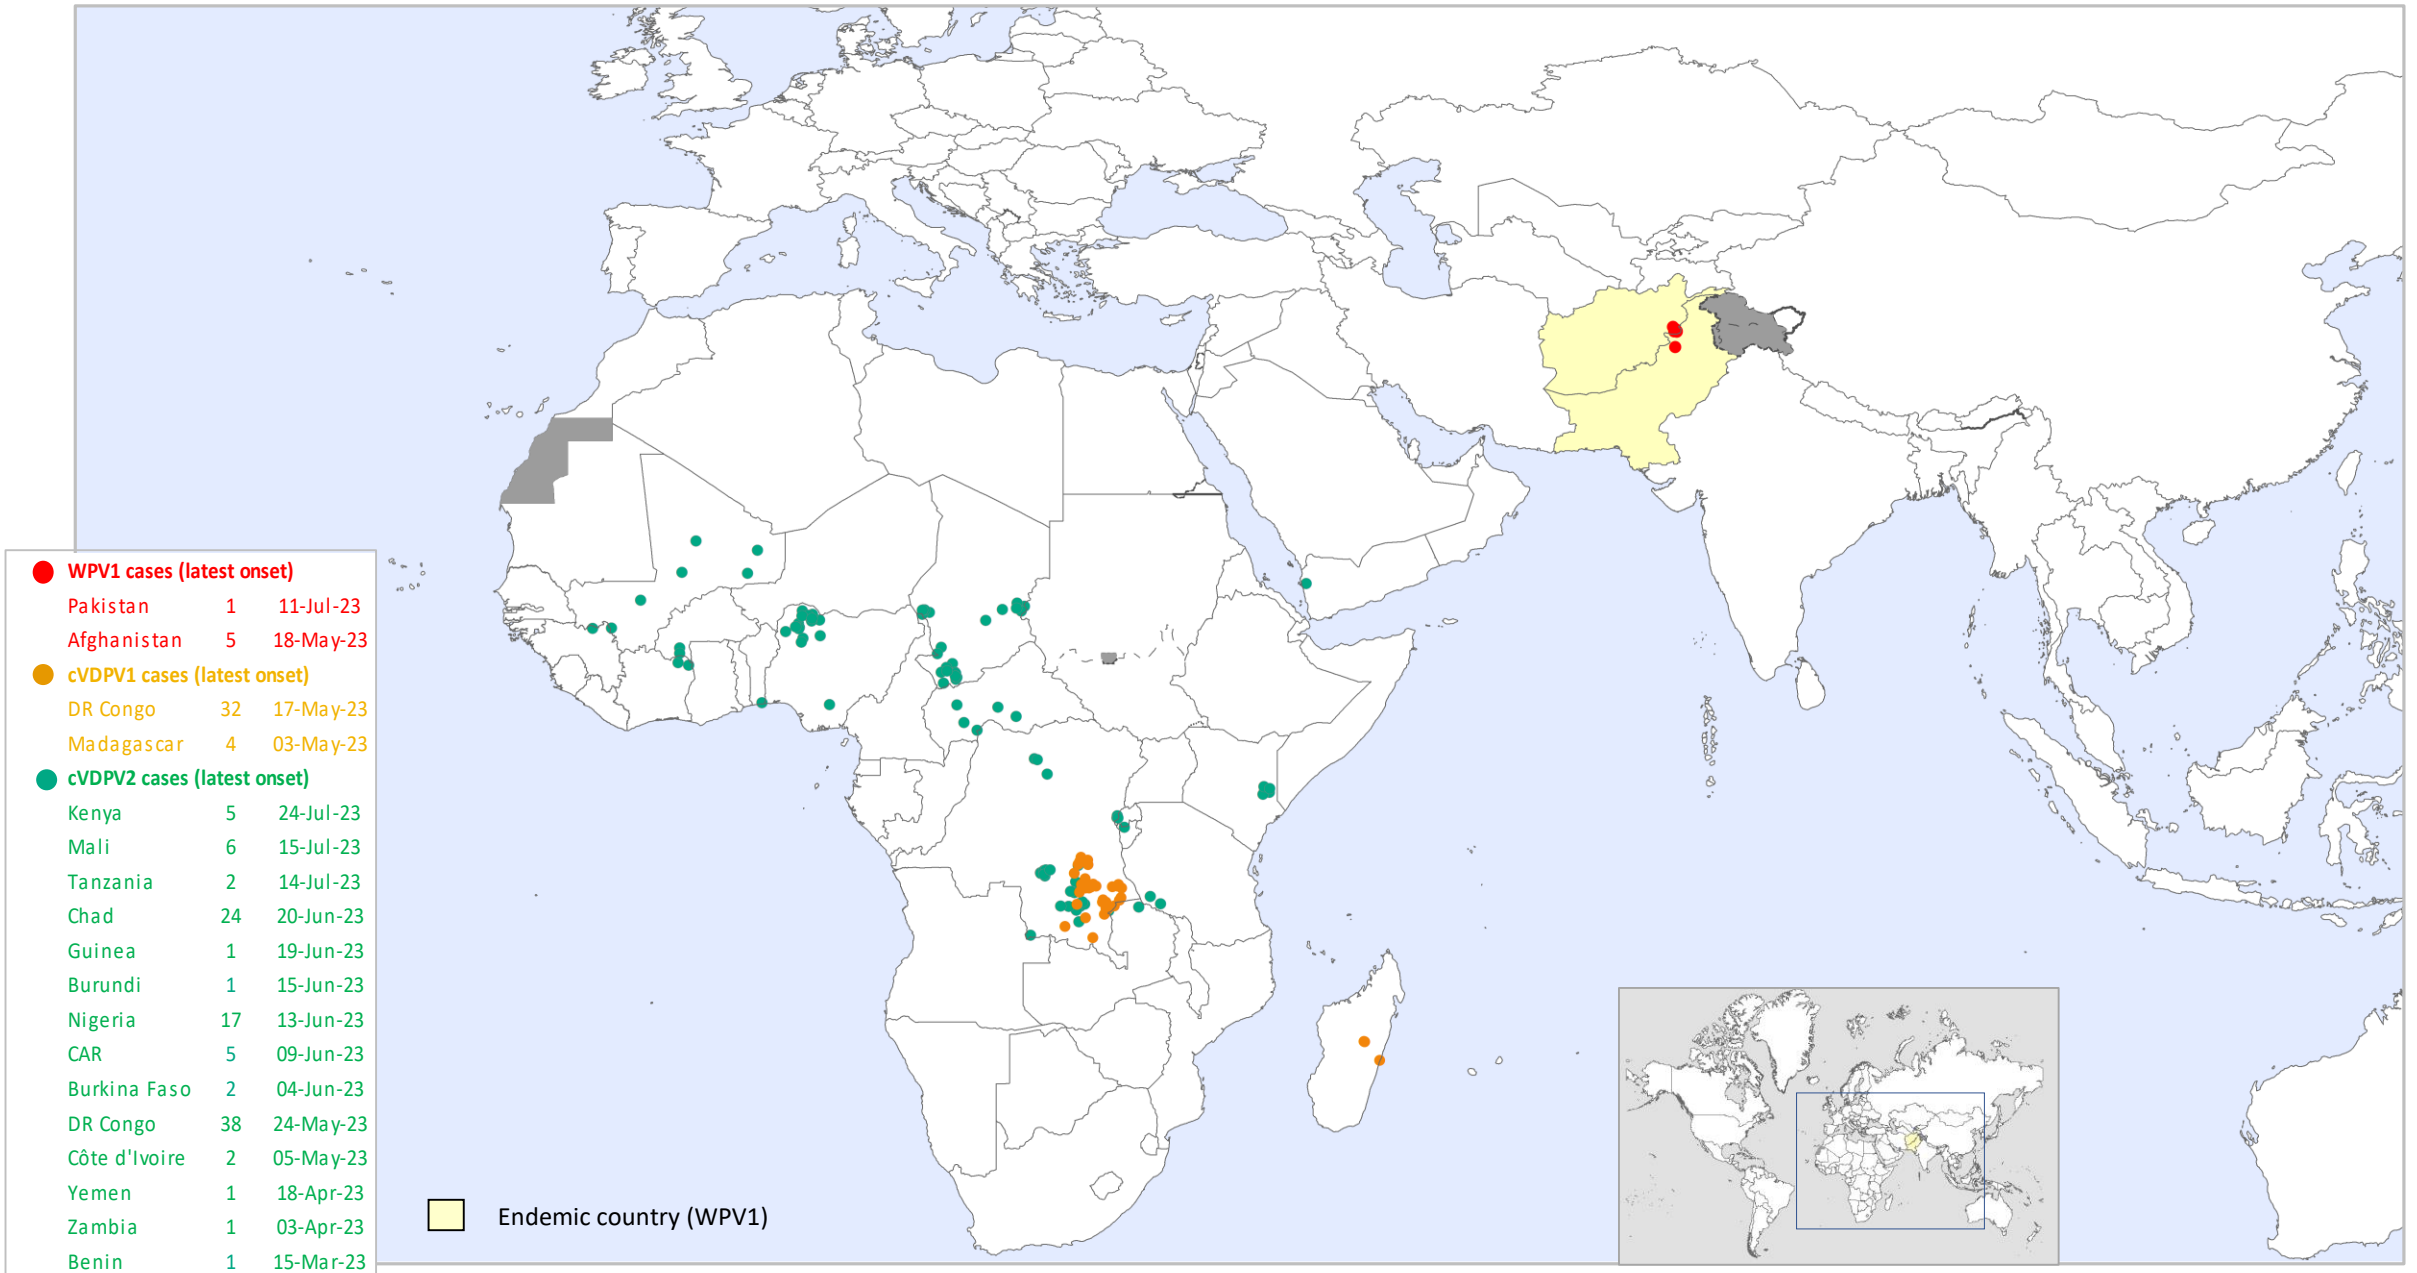 WPV1 cases (latest onset)
Pakistan 1 11-Jul-23
Afghanistan 5 18-May-23
cVDPV1 cases (latest onset)
DR Congo 32 17-May-23
Madagascar 4 03-May-23
cVDPV2 cases (latest onset)
Kenya 5 24-Jul-23
Mali 6 15-Jul-23
Tanzania 2 14-Jul-23
Chad 24 20-Jun-23
Guinea 1 19-Jun-23
Burundi 1 15-Jun-23
Nigeria 17 13-Jun-23
CAR 5 09-Jun-23
Burkina Faso 2 04-Jun-23
DR Congo 38 24-May-23
Côte d'Ivoire 2 05-May-23
Yemen 1 18-Apr-23
Zambia 1 03-Apr-23
Benin 1 15-Mar-23
Endemic country (WPV1)